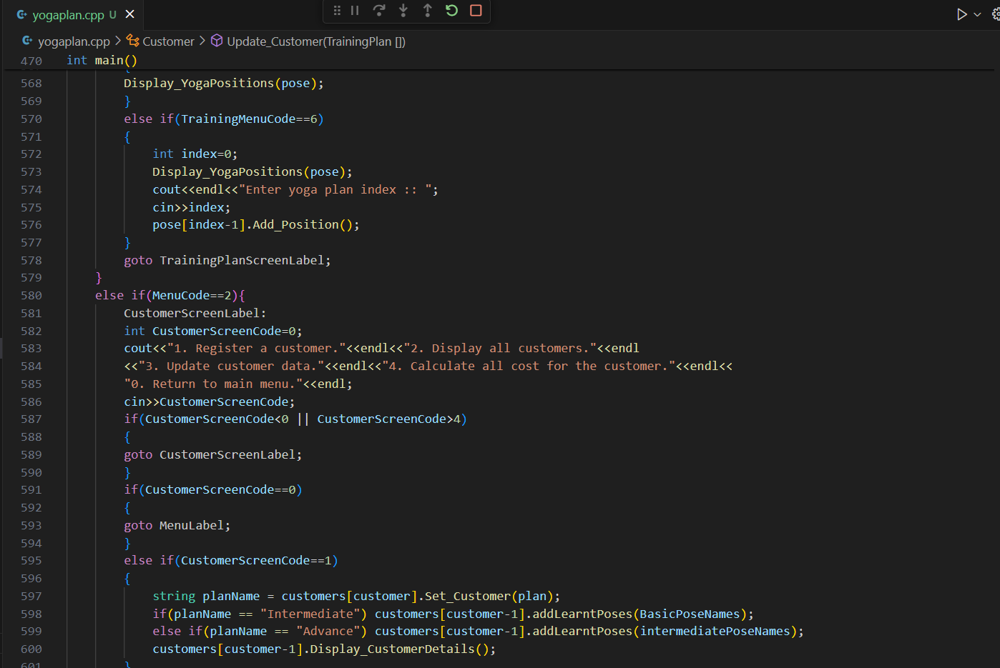 yogaplan.cpp U
yogaplan.cpp > Customer > Update_Customer(TrainingPlan [])
470 int main()
{
568 Display_YogaPositions(pose);
569 }
570 else if(TrainingMenuCode==6)
571 {
572 int index=0;
573 Display_YogaPositions(pose);
574 cout<<endl<<"Enter yoga plan index :: ";
575 cin>>index;
576 pose[index-1].Add_Position();
577 }
578 goto TrainingPlanScreenLabel;
579 }
580 else if(MenuCode==2){
581 CustomerScreenLabel:
582 int CustomerScreenCode=0;
583 cout<<"1. Register a customer."<<endl<<"2. Display all customers."<<endl
584 <<"3. Update customer data."<<endl<<"4. Calculate all cost for the customer."<<endl<<
585 "0. Return to main menu."<<endl;
586 cin>>CustomerScreenCode;
587 if(CustomerScreenCode<0 || CustomerScreenCode>4)
588 {
589 goto CustomerScreenLabel;
590 }
591 if(CustomerScreenCode==0)
592 {
593 goto MenuLabel;
594 }
595 else if(CustomerScreenCode==1)
596 {
597 string planName = customers[customer].Set_Customer(plan);
598 if(planName == "Intermediate") customers[customer-1].addLearntPoses(BasicPoseNames);
599 else if(planName == "Advance") customers[customer-1].addLearntPoses(intermediatePoseNames);
600 customers[customer-1].Display_CustomerDetails();
601 }